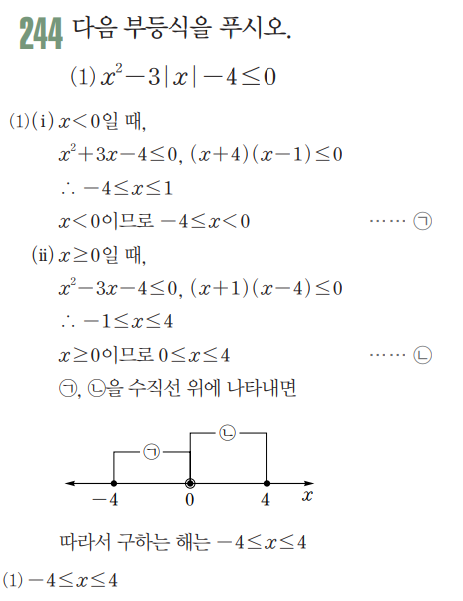 244 다음 부등식을 푸시오.
(1) x²-3|x|-4≤0
(1)(ⅰ) x<0일 때,
x²+3x-4≤0, (x+4)(x-1)≤0
∴ -4≤x≤1
x<0이므로 -4≤x<0 …… ㉠
(ⅱ) x≥0일 때,
x²-3x-4≤0, (x+1)(x-4)≤0
∴ -1≤x≤4
x≥0이므로 0≤x≤4 …… ㉡
㉠, ㉡을 수직선 위에 나타내면
㉡
㉠
-4 0 4 x
따라서 구하는 해는 -4≤x≤4
(1) -4≤x≤4